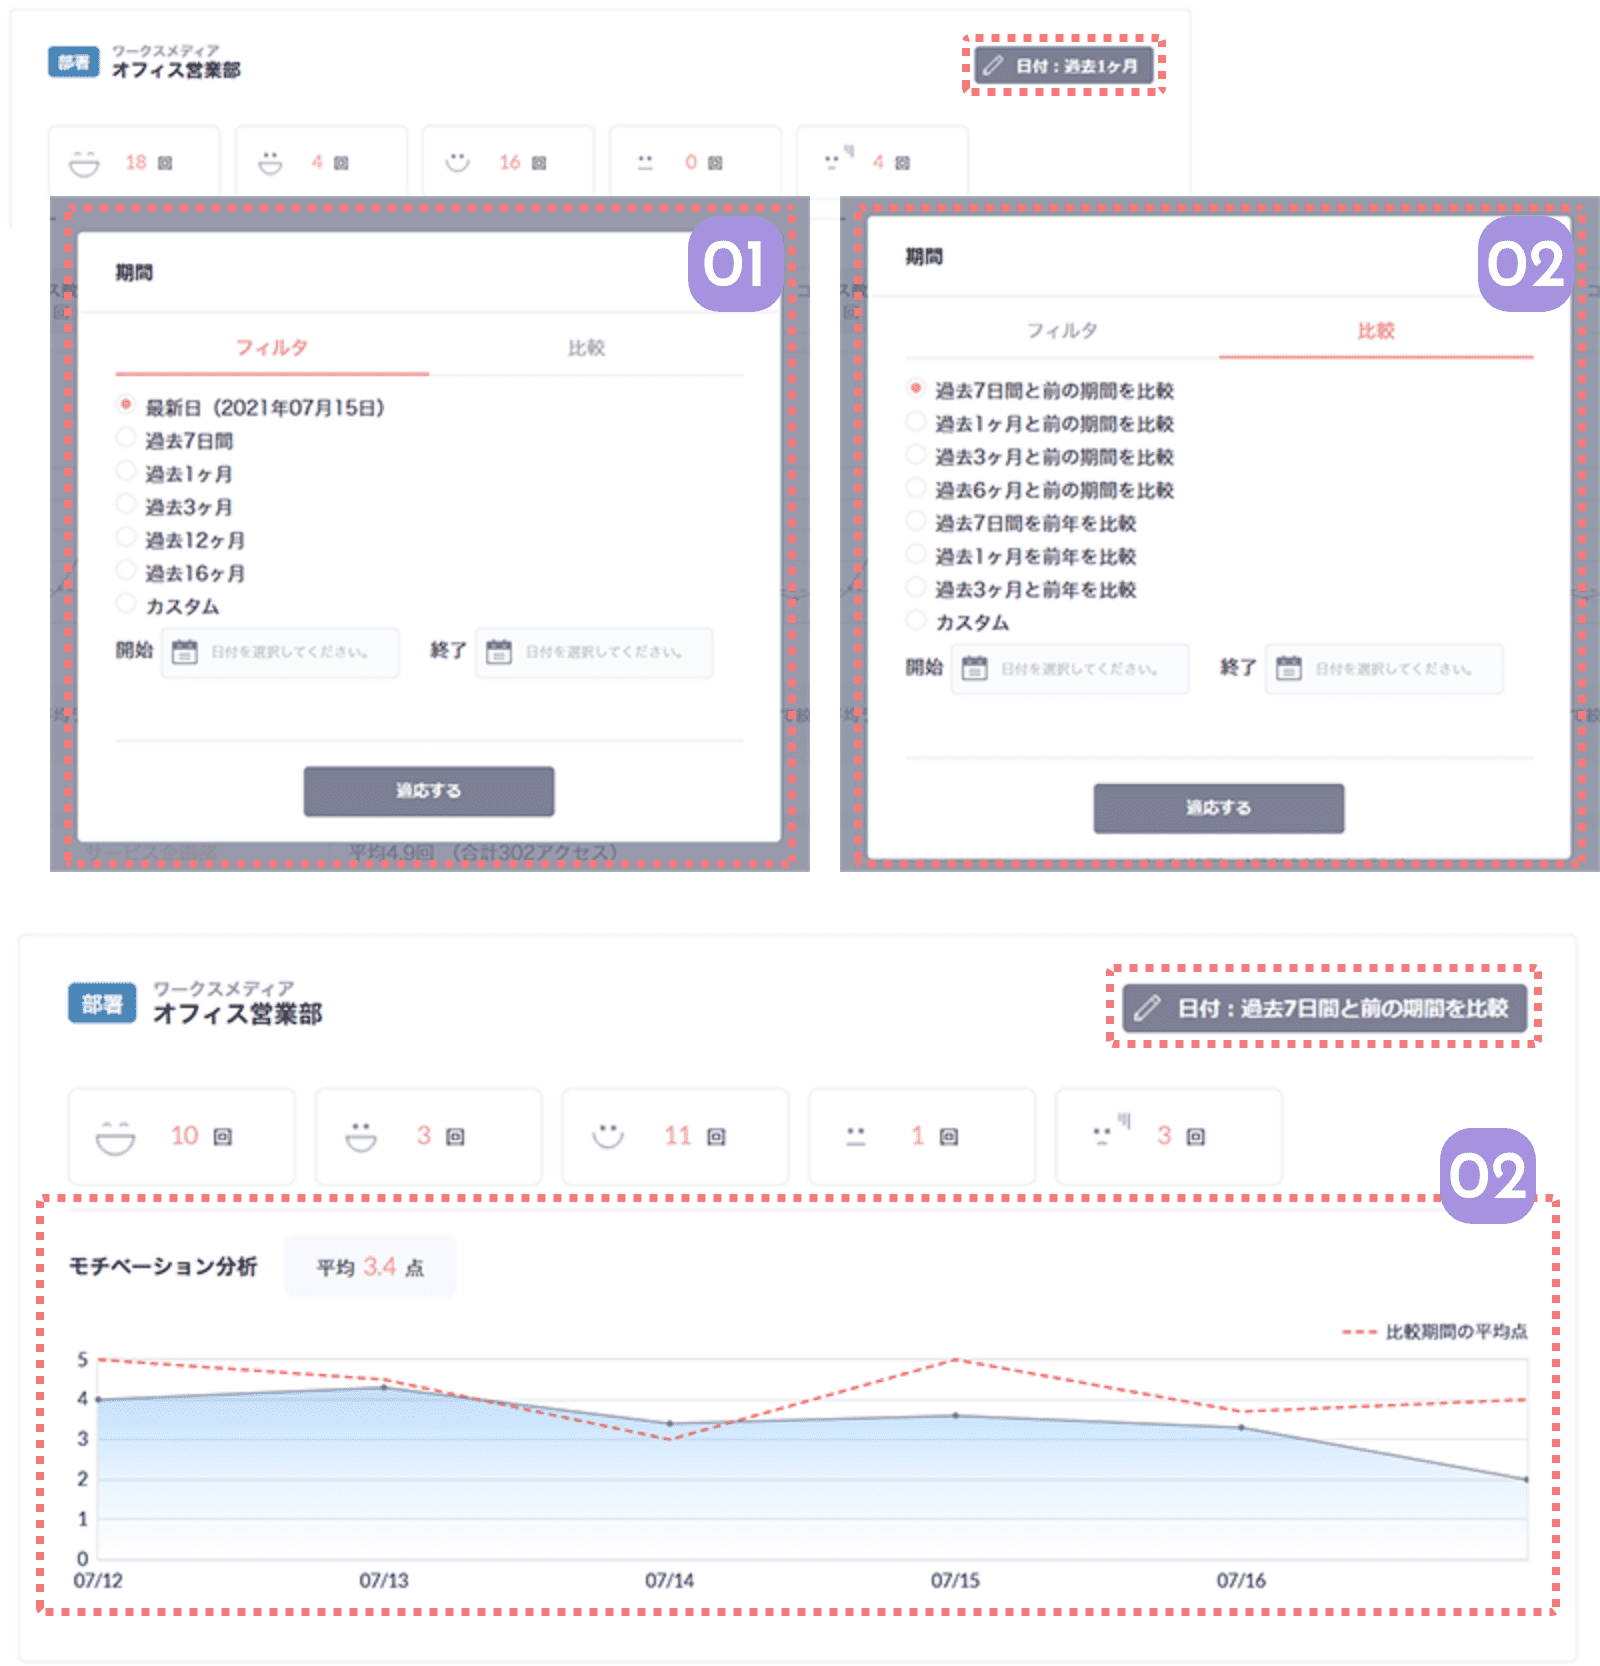 部署
ワークスメディア
オフィス営業部
日付：過去1ヶ月
18 回
4 回
16 回
0 回
4 回
01
期間
フィルタ
比較
最新日（2021年07月15日）
過去7日間
過去1ヶ月
過去3ヶ月
過去12ヶ月
過去16ヶ月
カスタム
開始
日付を選択してください。
終了
日付を選択してください。
適応する
サービス企画部
平均4.9回 （合計302アクセス）
02
期間
フィルタ
比較
過去7日間と前の期間を比較
過去1ヶ月と前の期間を比較
過去3ヶ月と前の期間を比較
過去6ヶ月と前の期間を比較
過去7日間を前年を比較
過去1ヶ月を前年を比較
過去3ヶ月と前年を比較
カスタム
開始
日付を選択してください。
終了
日付を選択してください。
適応する
部署
ワークスメディア
オフィス営業部
日付：過去7日間と前の期間を比較
10 回
3 回
11 回
1 回
3 回
02
モチベーション分析
平均 3.4 点
比較期間の平均点
5
4
3
2
1
0
07/12
07/13
07/14
07/15
07/16